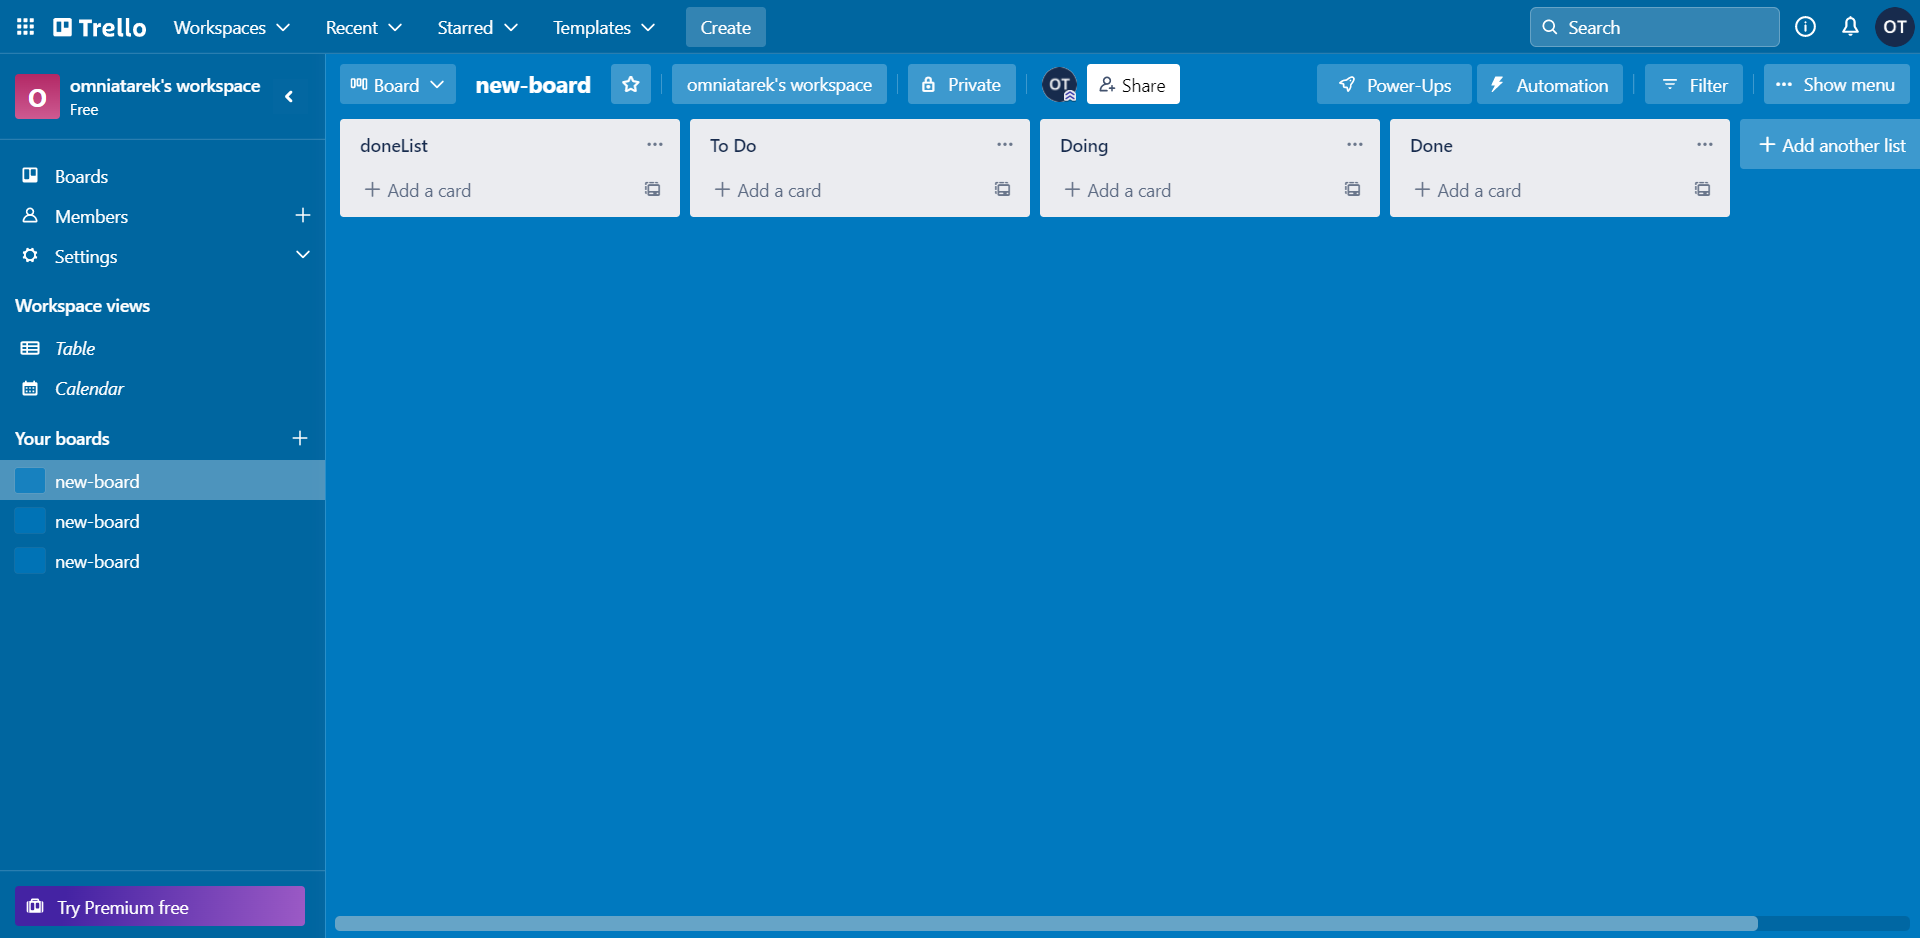 Trello Workspaces Recent Starred Templates Create Search OT
O omniatarek's workspace
Free
Boards
Members
Settings
Workspace views
Table
Calendar
Your boards
new-board
new-board
new-board
Try Premium free
Board new-board omniatarek's workspace Private OT Share Power-Ups Automation Filter Show menu
doneList To Do Doing Done Add another list
Add a card Add a card Add a card Add a card